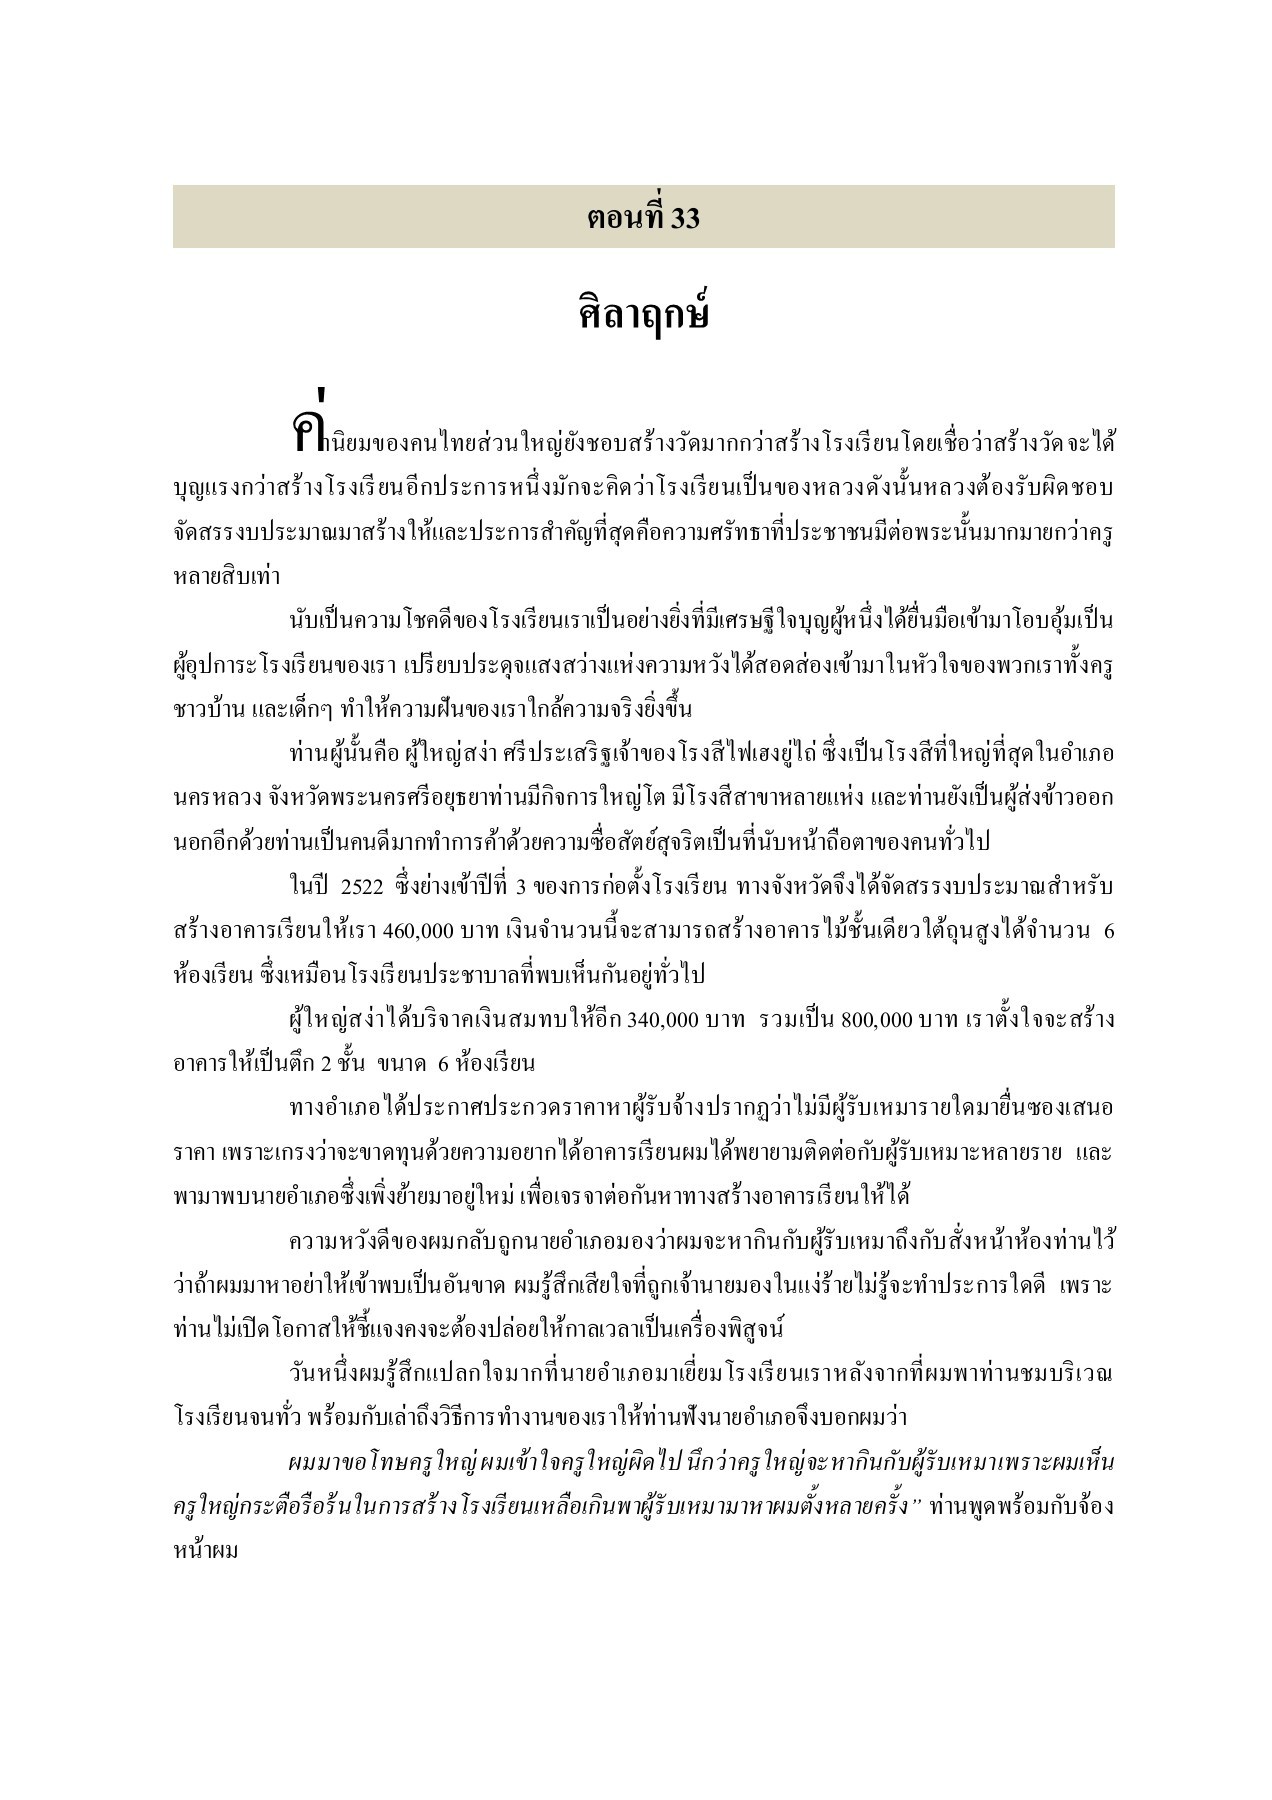 ตอนที่ 33
ศิลาฤกษ์
ค่านิยมของคนไทยส่วนใหญ่ยังชอบสร้างวัดมากกว่าสร้างโรงเรียนโดยเชื่อว่าสร้างวัดจะได้
บุญแรงกว่าสร้างโรงเรียนอีกประการหนึ่งมักจะคิดว่าโรงเรียนเป็นของหลวงดังนั้นหลวงต้องรับผิดชอบ
จัดสรรงบประมาณมาสร้างให้และประการสำคัญที่สุดคือความศรัทธาที่ประชาชนมีต่อพระนั้นมากมายกว่าครู
หลายสิบเท่า
นับเป็นความโชคดีของโรงเรียนเราเป็นอย่างยิ่งที่มีเศรษฐีใจบุญผู้หนึ่งได้ยื่นมือเข้ามาโอบอุ้มเป็น
ผู้อุปการะโรงเรียนของเรา เปรียบประดุจแสงสว่างแห่งความหวังได้สอดส่องเข้ามาในหัวใจของพวกเราทั้งครู
ชาวบ้าน และเด็กๆ ทำให้ความฝันของเราใกล้ความจริงยิ่งขึ้น
ท่านผู้นั้นคือ ผู้ใหญ่สง่า ศรีประเสริฐเจ้าของโรงสีไฟเฮงยู่ไถ่ ซึ่งเป็นโรงสีที่ใหญ่ที่สุดในอำเภอ
นครหลวง จังหวัดพระนครศรีอยุธยาท่านมีกิจการใหญ่โต มีโรงสีสาขาหลายแห่ง และท่านยังเป็นผู้ส่งข้าวออก
นอกอีกด้วยท่านเป็นคนดีมากทำการค้าด้วยความซื่อสัตย์สุจริตเป็นที่นับหน้าถือตาของคนทั่วไป
ในปี 2522 ซึ่งย่างเข้าปีที่ 3 ของการก่อตั้งโรงเรียน ทางจังหวัดจึงได้จัดสรรงบประมาณสำหรับ
สร้างอาคารเรียนให้เรา 460,000 บาท เงินจำนวนนี้จะสามารถสร้างอาคารไม้ชั้นเดียวใต้ถุนสูงได้จำนวน 6
ห้องเรียน ซึ่งเหมือนโรงเรียนประชาบาลที่พบเห็นกันอยู่ทั่วไป
ผู้ใหญ่สง่าได้บริจาคเงินสมทบให้อีก 340,000 บาท รวมเป็น 800,000 บาท เราตั้งใจจะสร้าง
อาคารให้เป็นตึก 2 ชั้น ขนาด 6 ห้องเรียน
ทางอำเภอได้ประกาศประกวดราคาหาผู้รับจ้างปรากฏว่าไม่มีผู้รับเหมารายใดมายื่นซองเสนอ
ราคา เพราะเกรงว่าจะขาดทุนด้วยความอยากได้อาคารเรียนผมได้พยายามติดต่อกับผู้รับเหมาะหลายราย และ
พามาพบนายอำเภอซึ่งเพิ่งย้ายมาอยู่ใหม่ เพื่อเจรจาต่อกันหาทางสร้างอาคารเรียนให้ได้
ความหวังดีของผมกลับถูกนายอำเภอมองว่าผมจะหากินกับผู้รับเหมาถึงกับสั่งหน้าห้องท่านไว้
ว่าถ้าผมมาหาอย่าให้เข้าพบเป็นอันขาด ผมรู้สึกเสียใจที่ถูกเจ้านายมองในแง่ร้ายไม่รู้จะทำประการใดดี เพราะ
ท่านไม่เปิดโอกาสให้ชี้แจงคงจะต้องปล่อยให้กาลเวลาเป็นเครื่องพิสูจน์
วันหนึ่งผมรู้สึกแปลกใจมากที่นายอำเภอมาเยี่ยมโรงเรียนเราหลังจากที่ผมพาท่านชมบริเวณ
โรงเรียนจนทั่ว พร้อมกับเล่าถึงวิธีการทำงานของเราให้ท่านฟังนายอำเภอจึงบอกผมว่า
ผมมาขอโทษครูใหญ่ ผมเข้าใจครูใหญ่ผิดไป นึกว่าครูใหญ่จะหากินกับผู้รับเหมาเพราะผมเห็น
ครูใหญ่กระตือรือร้นในการสร้างโรงเรียนเหลือเกินพาผู้รับเหมามาหาผมตั้งหลายครั้ง” ท่านพูดพร้อมกับจ้อง
หน้าผม